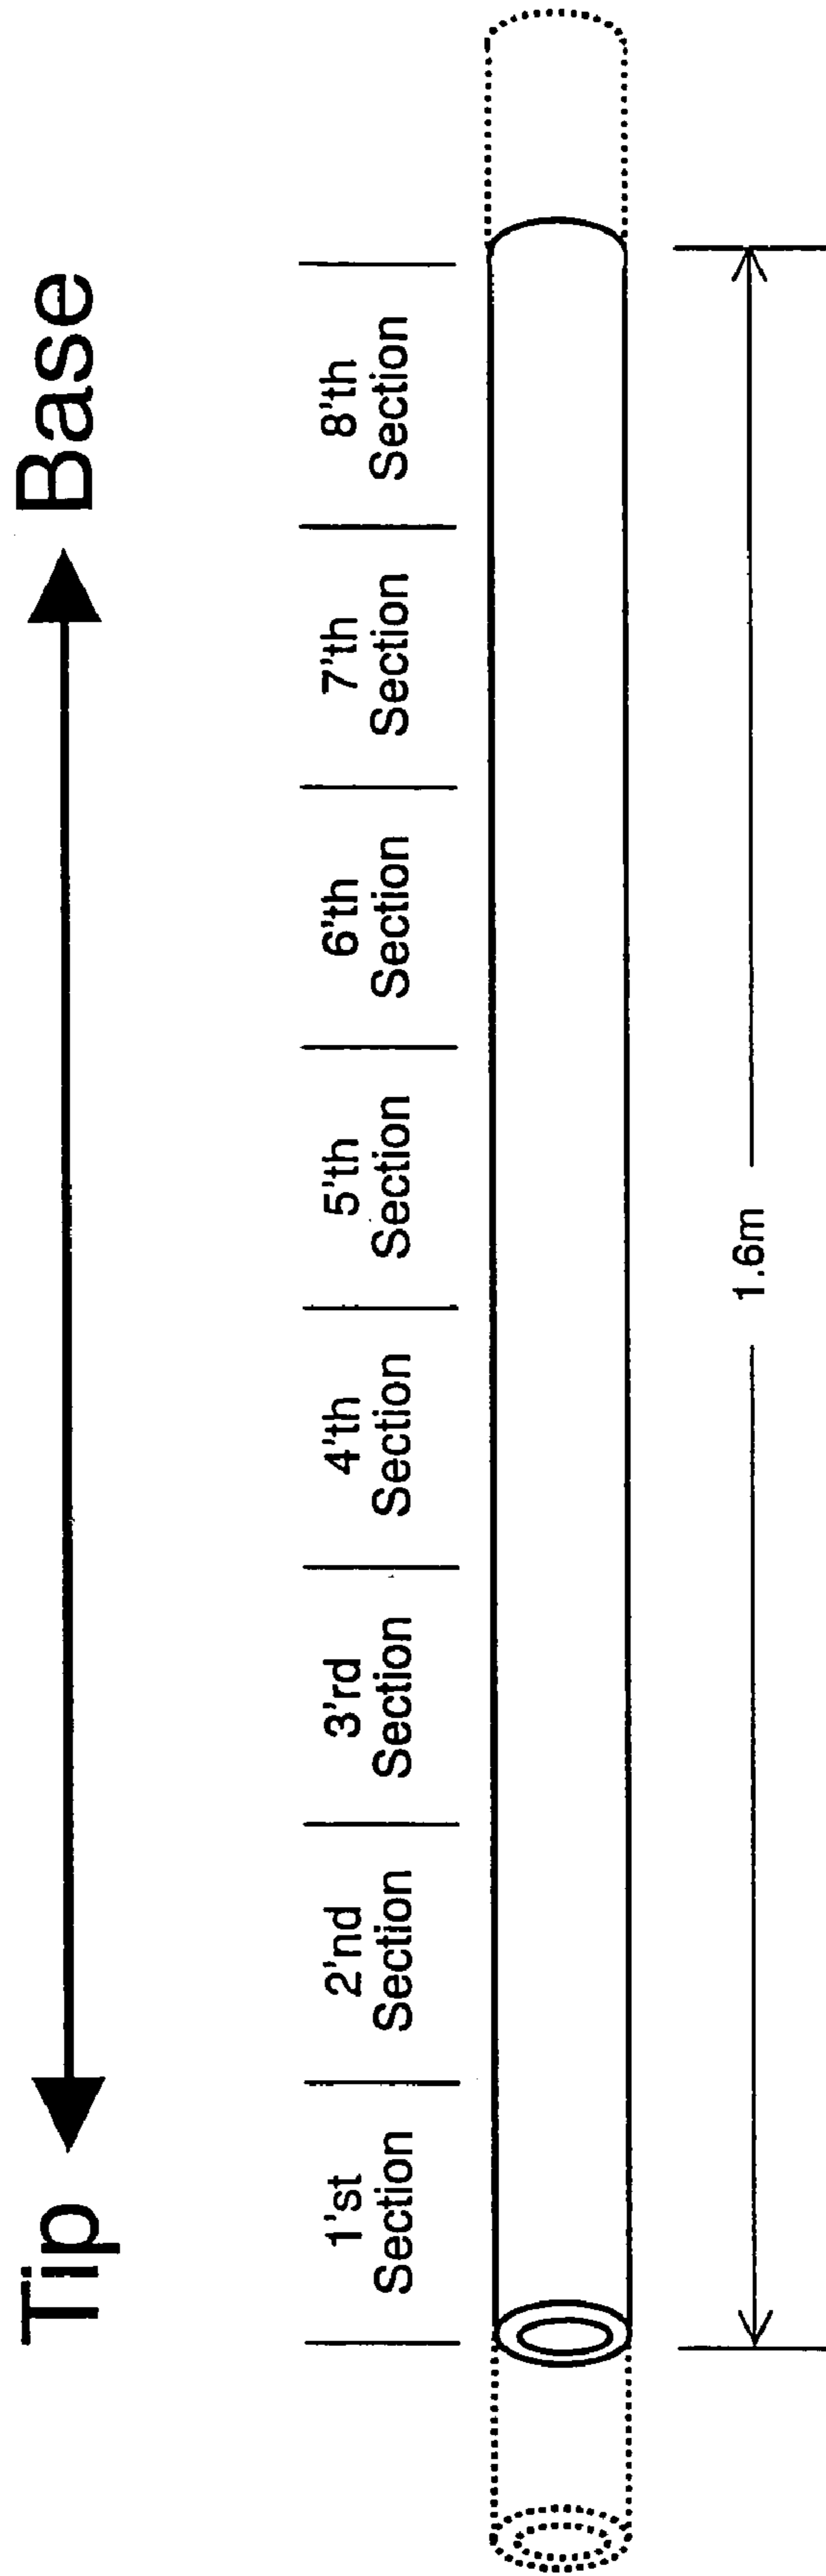 Tip
Base
1'st
Section
2'nd
Section
3'rd
Section
4'th
Section
5'th
Section
6'th
Section
7'th
Section
8'th
Section
1.6m